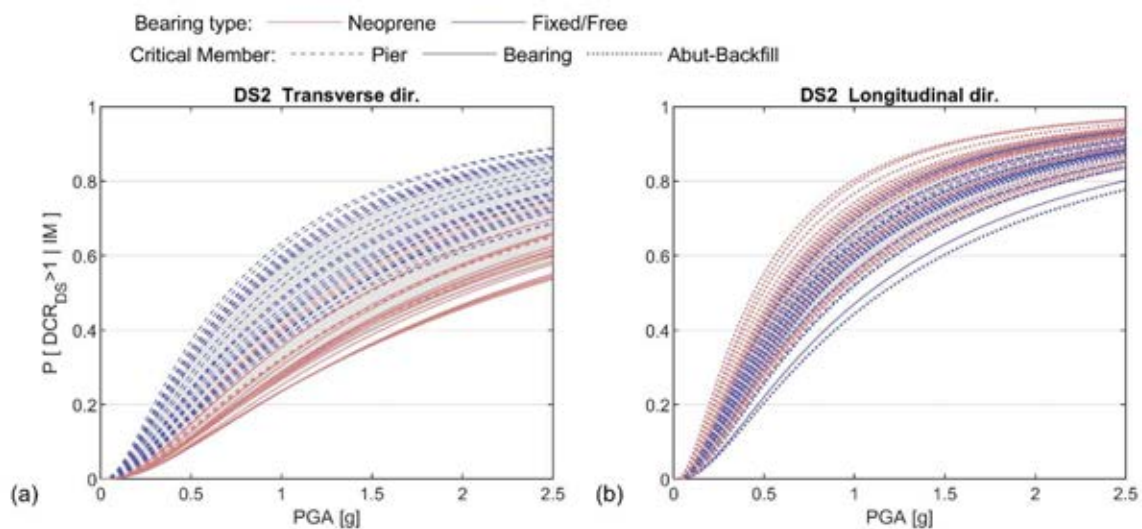 Bearing type: Neoprene Fixed/Free
Critical Member: Pier Bearing Abut-Backfill
DS2 Transverse dir.
1
0.8
0.6
0.4
0.2
0
P [ DCR_DS>1 | IM]
0 0.5 1 1.5 2 2.5
PGA [g]
(a)
DS2 Longitudinal dir.
1
0.8
0.6
0.4
0.2
0
0 0.5 1 1.5 2 2.5
PGA [g]
(b)